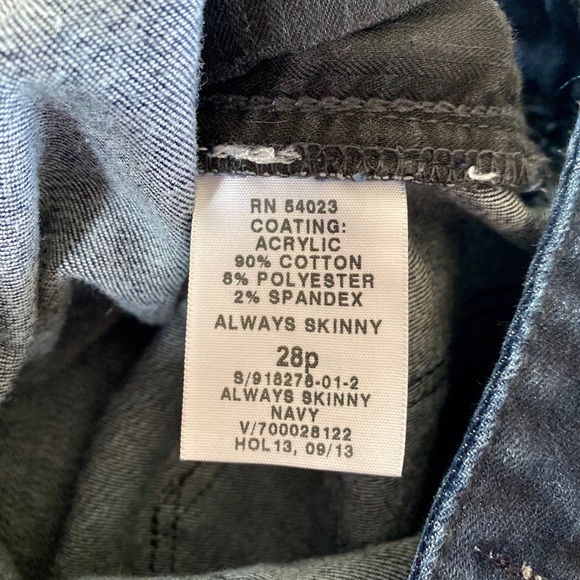 RN 54023
COATING:
ACRYLIC
90% COTTON
8% POLYESTER
2% SPANDEX
ALWAYS SKINNY
28p
S/918278-01-2
ALWAYS SKINNY
NAVY
V/700028122
HOL13, 09/13